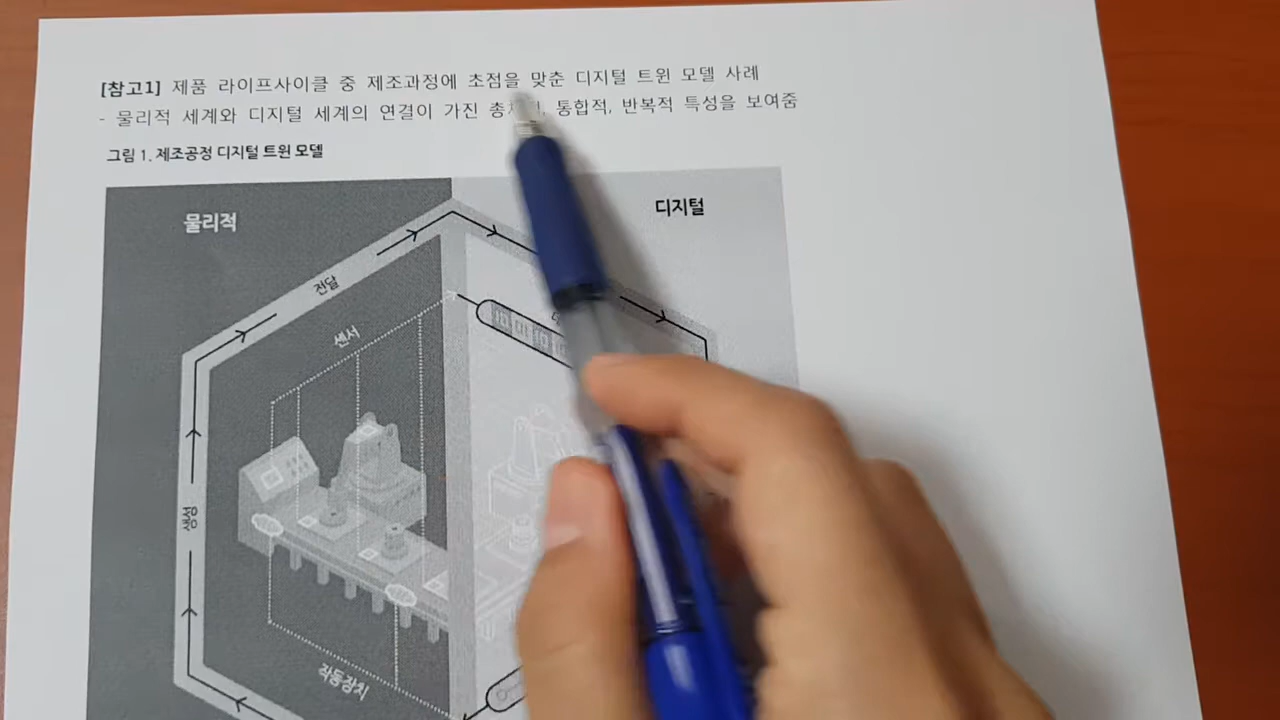 [참고1] 제품 라이프사이클 중 제조과정에 초점을 맞춘 디지털 트윈 모델 사례
- 물리적 세계와 디지털 세계의 연결이 가진 통합적, 반복적 특성을 보여줌
그림 1. 제조공정 디지털 트윈 모델
물리적
디지털
전달
센서
생성
작동장치